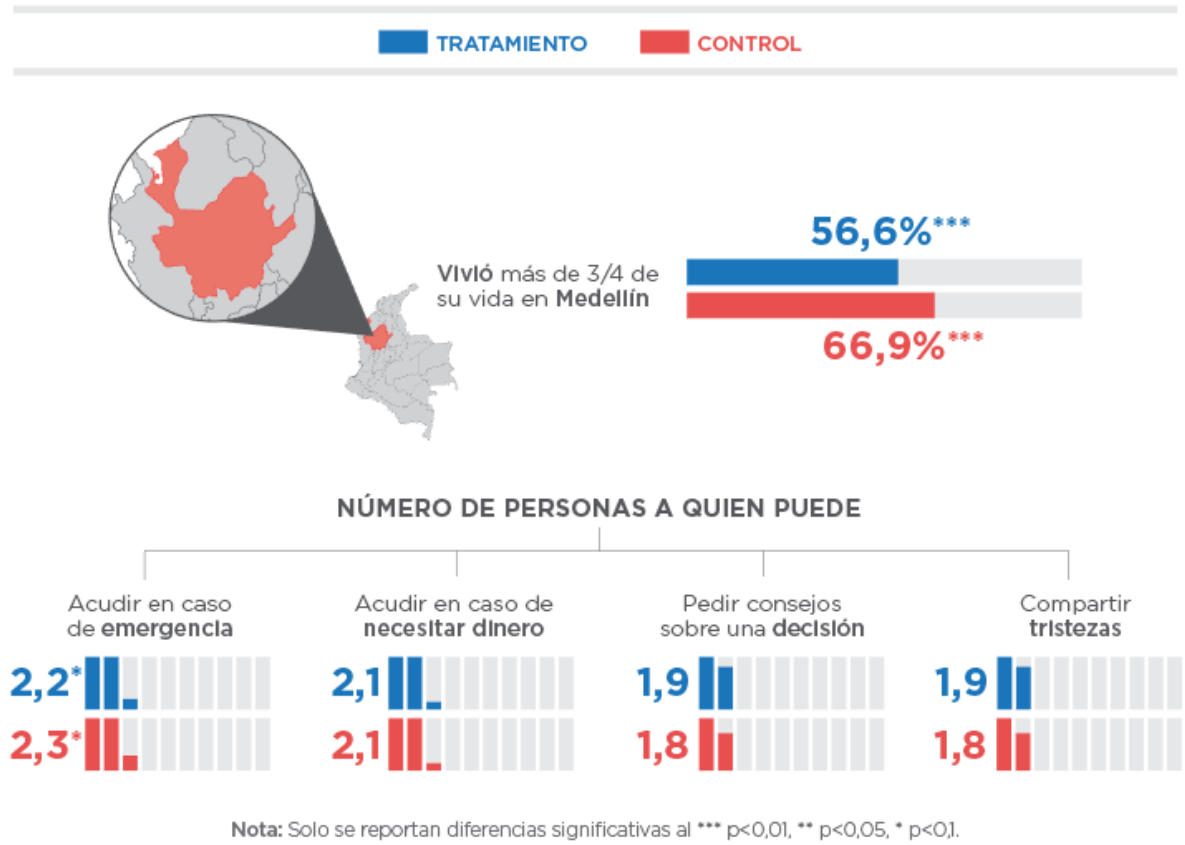 TRATAMIENTO
CONTROL
56,6%***
Vivió más de 3/4 de
su vida en Medellín
66,9%***
NÚMERO DE PERSONAS A QUIEN PUEDE
Acudir en caso
de emergencia
Acudir en caso de
necesitar dinero
Pedir consejos
sobre una decisión
Compartir
tristezas
2,2*
2,1
1,9
1,9
2,3*
2,1
1,8
1,8
Nota: Solo se reportan diferencias significativas al *** p<0,01, ** p<0,05, * p<0,1.